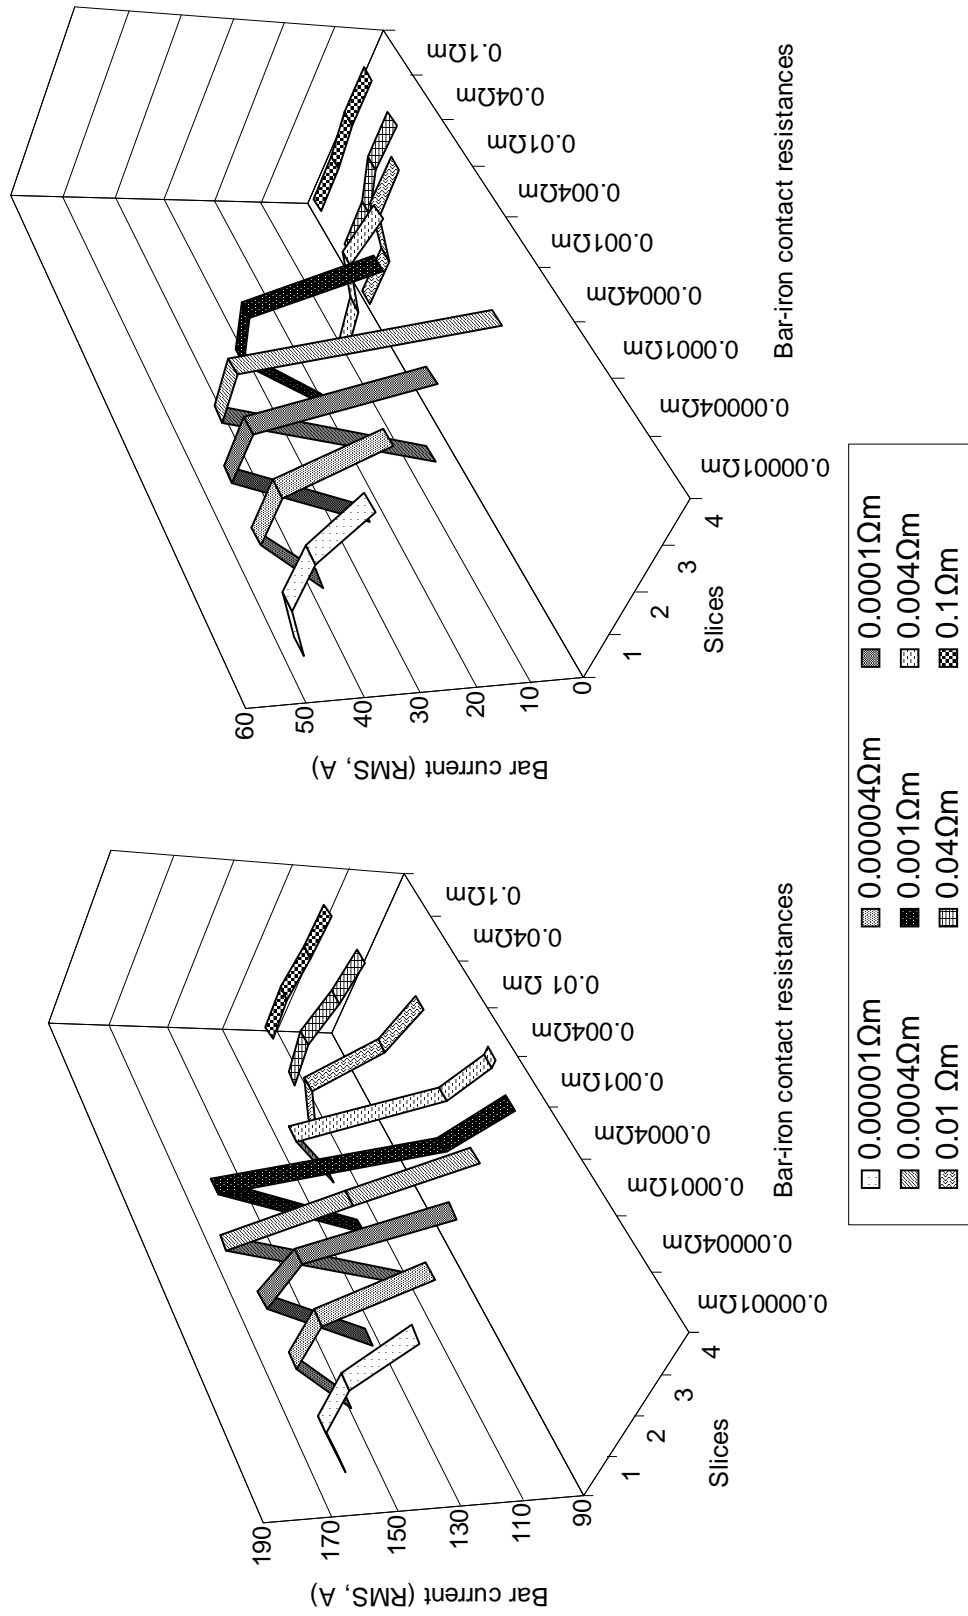 190
170
150
130
110
90
Bar current (RMS, A)
1
2
3
4
Slices
0.00001Ωm
0.00004Ωm
0.0001Ωm
0.0004Ωm
0.001Ωm
0.004Ωm
0.01 Ωm
0.04Ωm
0.1Ωm
Bar-iron contact resistances
60
50
40
30
20
10
0
Bar current (RMS, A)
1
2
3
4
Slices
0.00001Ωm
0.00004Ωm
0.0001Ωm
0.0004Ωm
0.001Ωm
0.004Ωm
0.01Ωm
0.04Ωm
0.1Ωm
Bar-iron contact resistances
0.00001Ωm 0.00004Ωm 0.0001Ωm
0.0004Ωm 0.001Ωm 0.004Ωm
0.01 Ωm 0.04Ωm 0.1Ωm